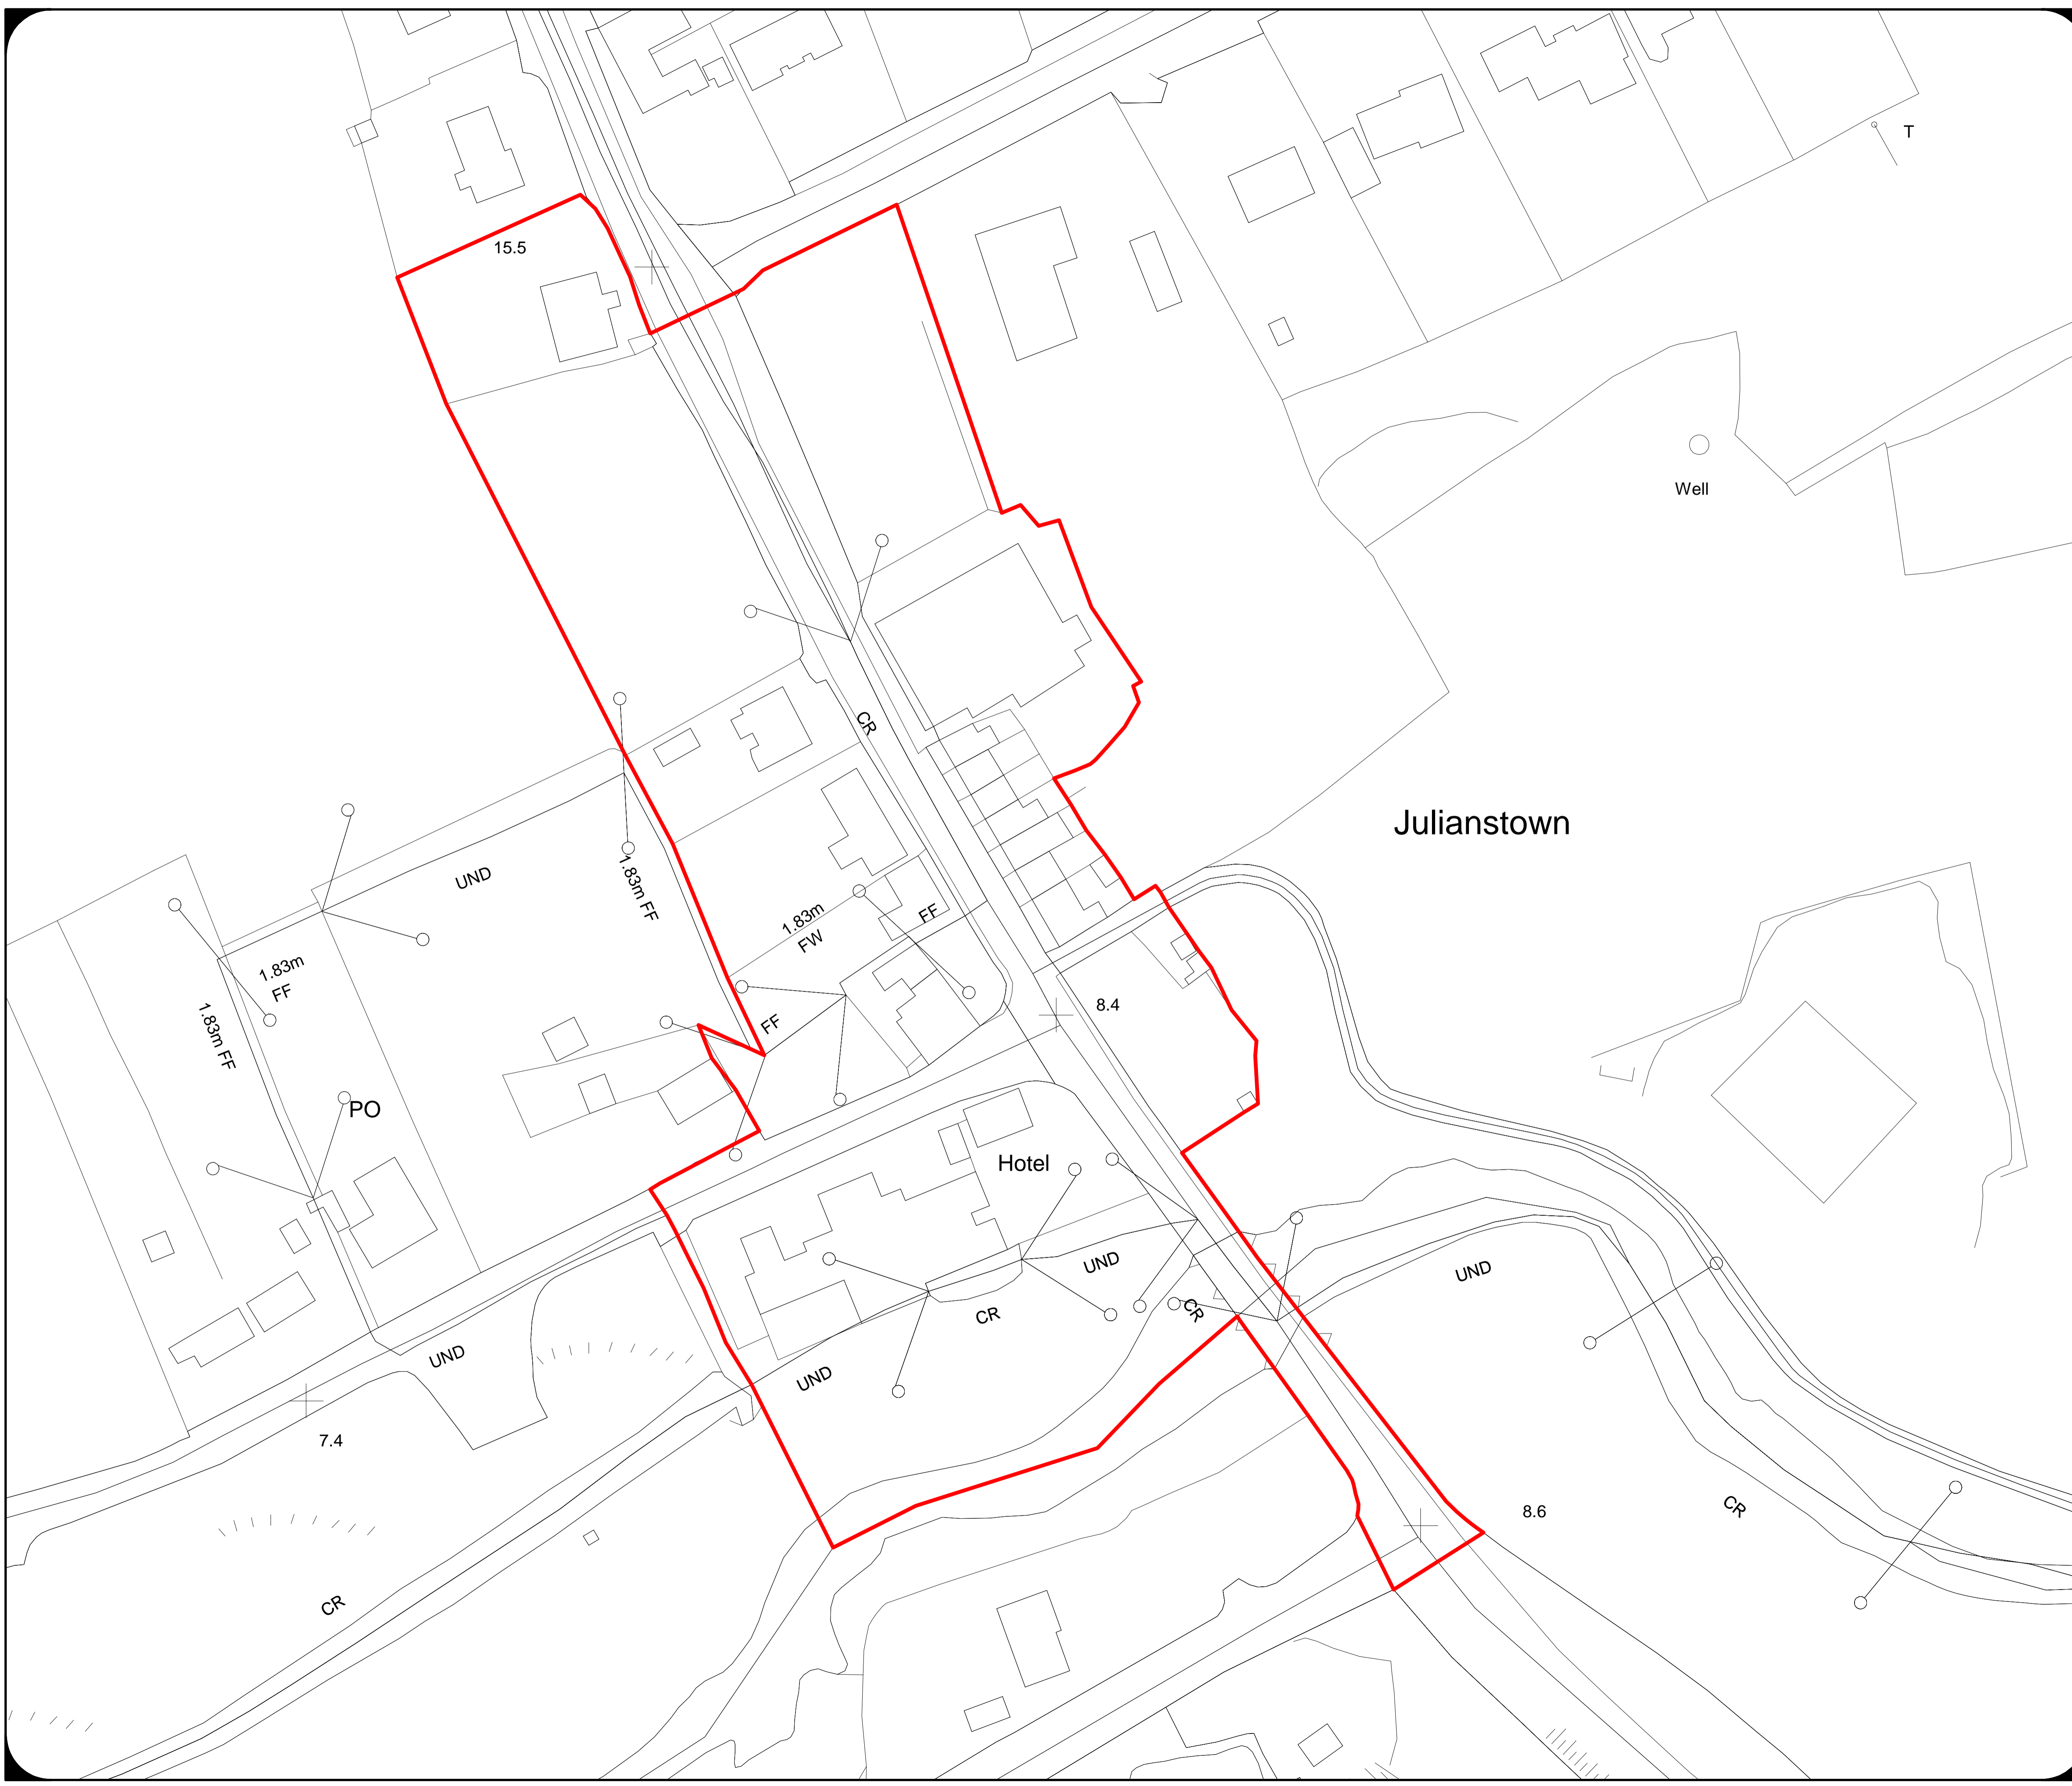 T
15.5
Well
CR
Julianstown
UND
1.83m FF
1.83m
FW
FF
1.83m
FF
1.83m FF
8.4
FF
PO
Hotel
UND
UND
CR
CR
UND
UND
7.4
8.6
CR
CR